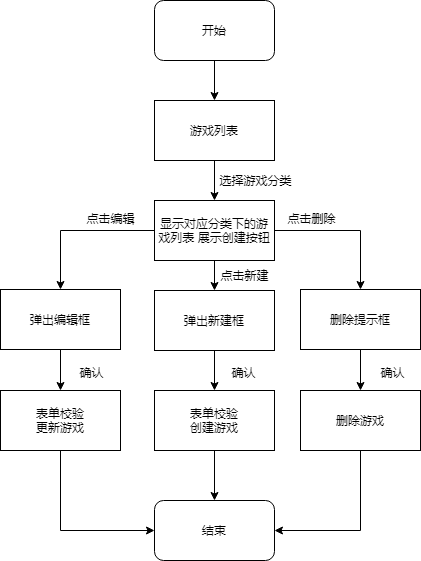 开始
游戏列表
选择游戏分类
显示对应分类下的游
戏列表 展示创建按钮
点击编辑
点击删除
点击新建
弹出编辑框
弹出新建框
删除提示框
确认
确认
确认
表单校验
更新游戏
表单校验
创建游戏
删除游戏
结束